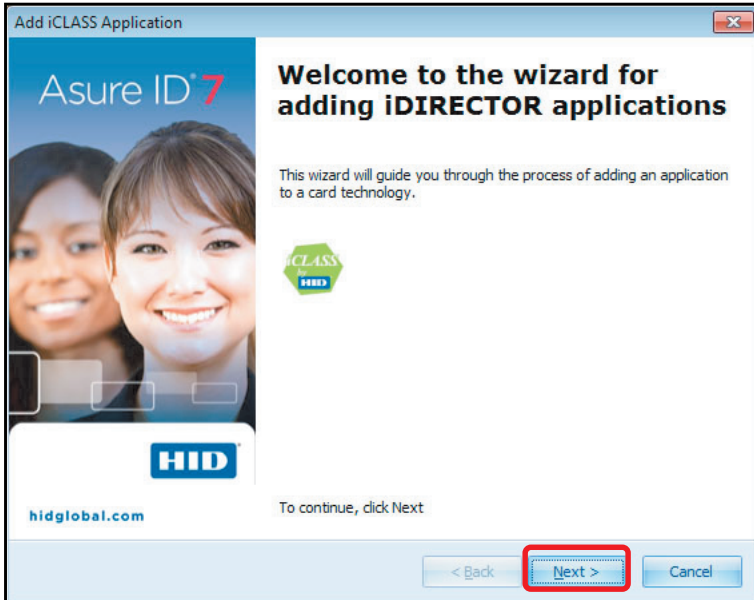 Add iCLASS Application
Asure ID®7
Welcome to the wizard for
adding iDIRECTOR applications
This wizard will guide you through the process of adding an application
to a card technology.
iCLASS
by
HID
HID
hidglobal.com
To continue, click Next
< Back
Next >
Cancel